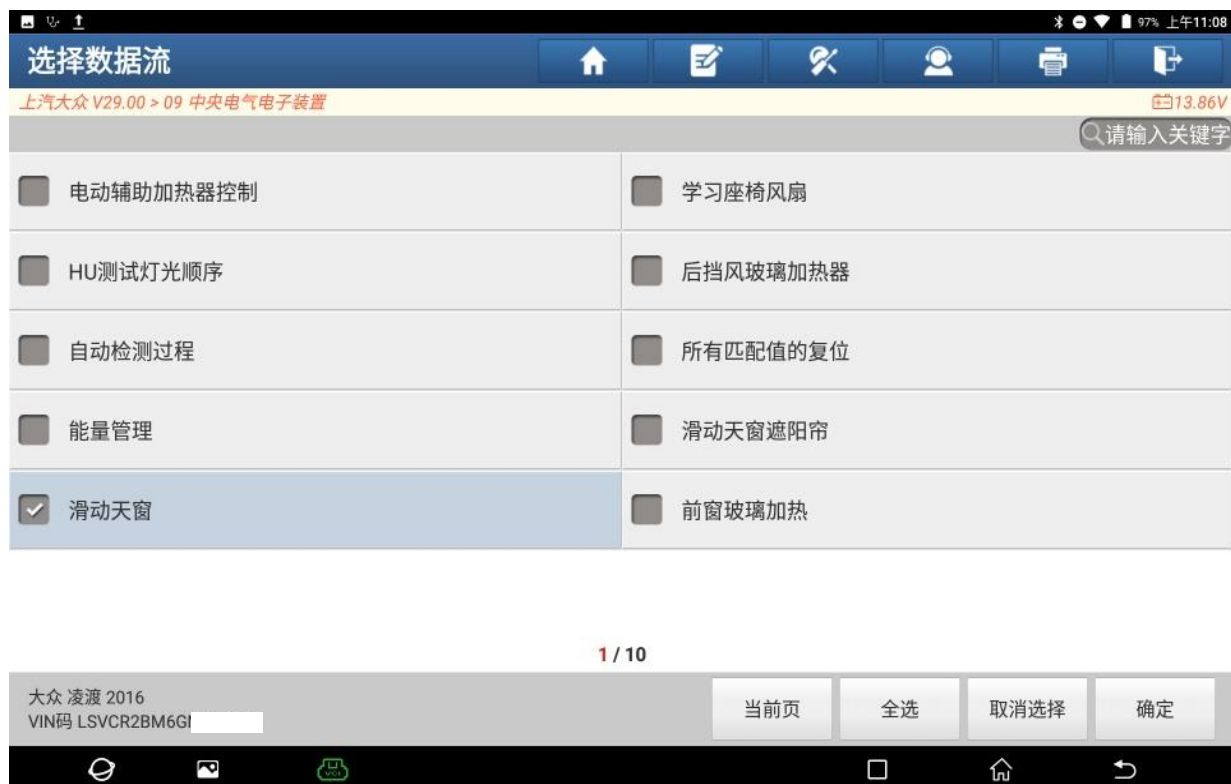 97% 上午11:08
选择数据流
上汽大众 V29.00 > 09 中央电气电子装置 13.86V
请输入关键字
电动辅助加热器控制 学习座椅风扇
HU测试灯光顺序 后挡风玻璃加热器
自动检测过程 所有匹配值的复位
能量管理 滑动天窗遮阳帘
滑动天窗 前窗玻璃加热
1 / 10
大众 凌渡 2016
VIN码 LSVCR2BM6G
当前页 全选 取消选择 确定
VCI